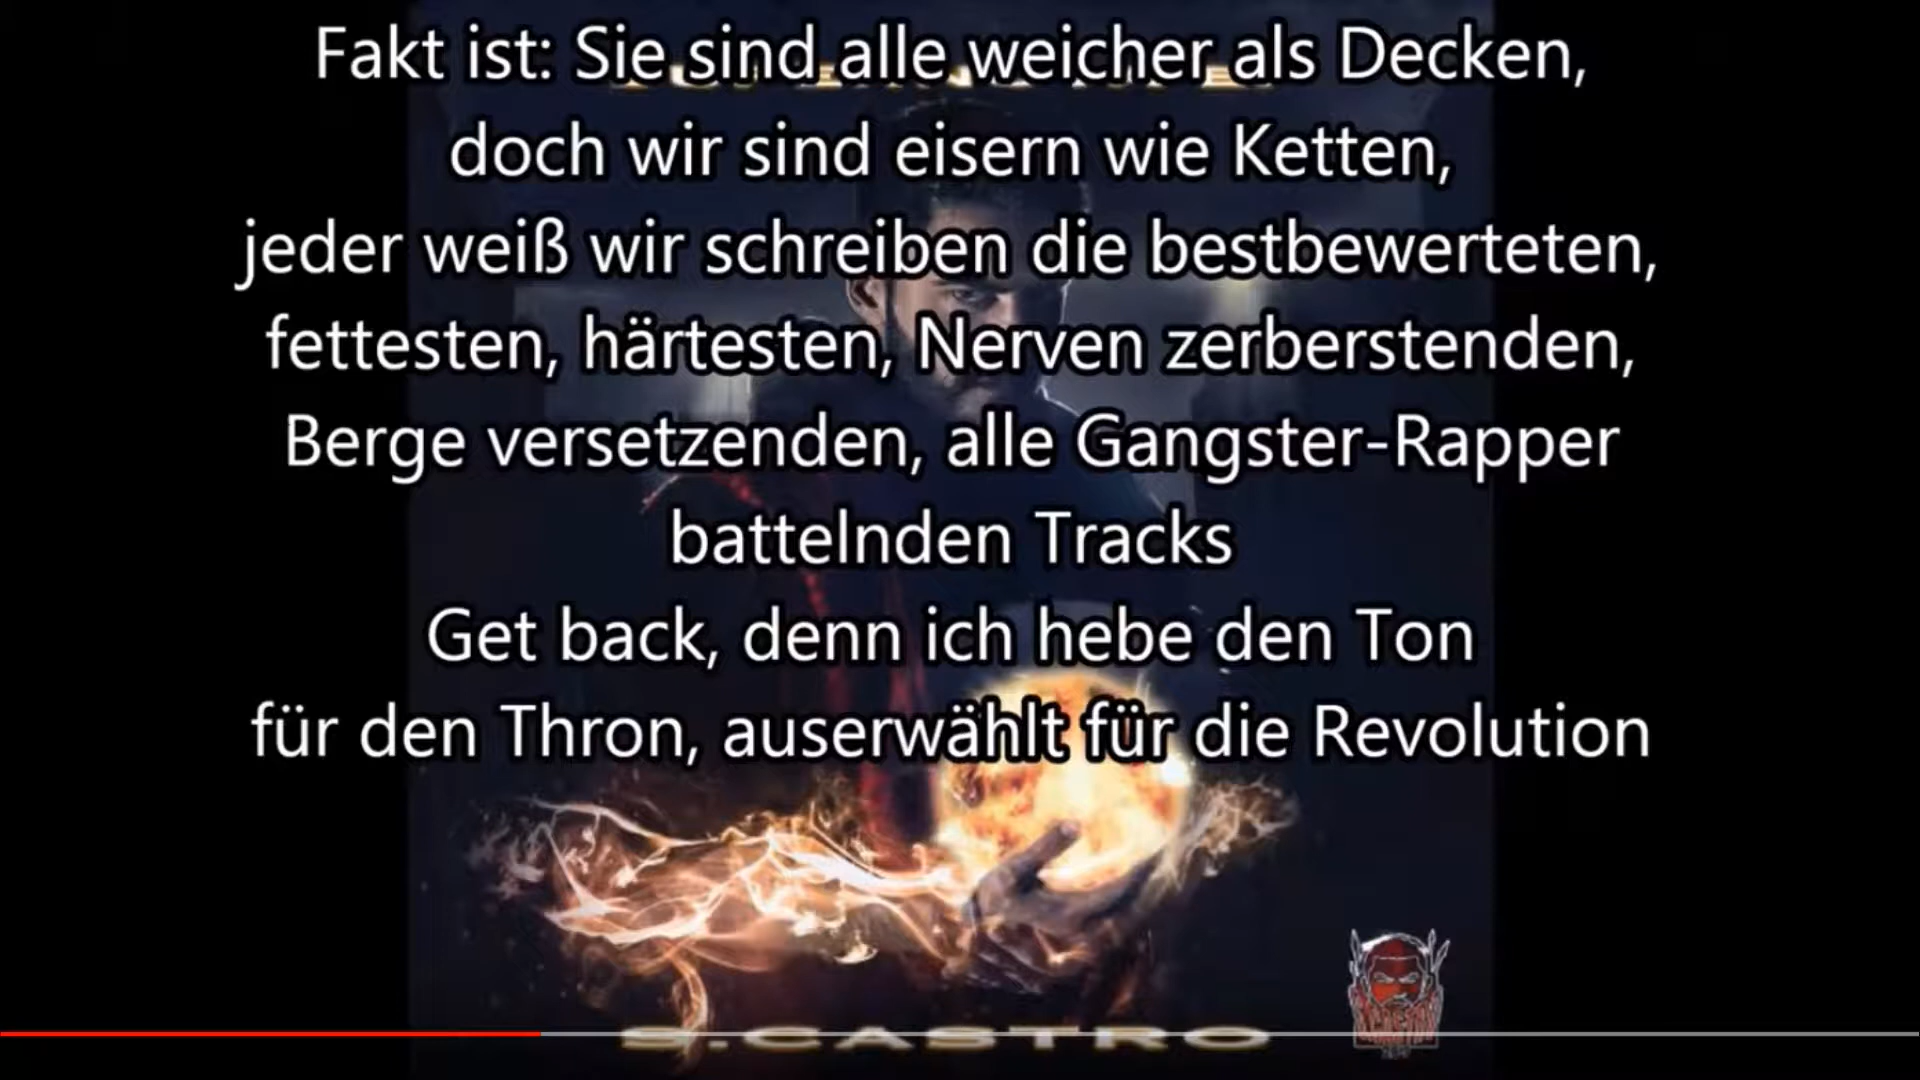 Fakt ist: Sie sind alle weicher als Decken,
doch wir sind eisern wie Ketten,
jeder weiß wir schreiben die bestbewerteten,
fettesten, härtesten, Nerven zerberstenden,
Berge versetzenden, alle Gangster-Rapper
battelnden Tracks
Get back, denn ich hebe den Ton
für den Thron, auserwählt für die Revolution
S.CASTRO